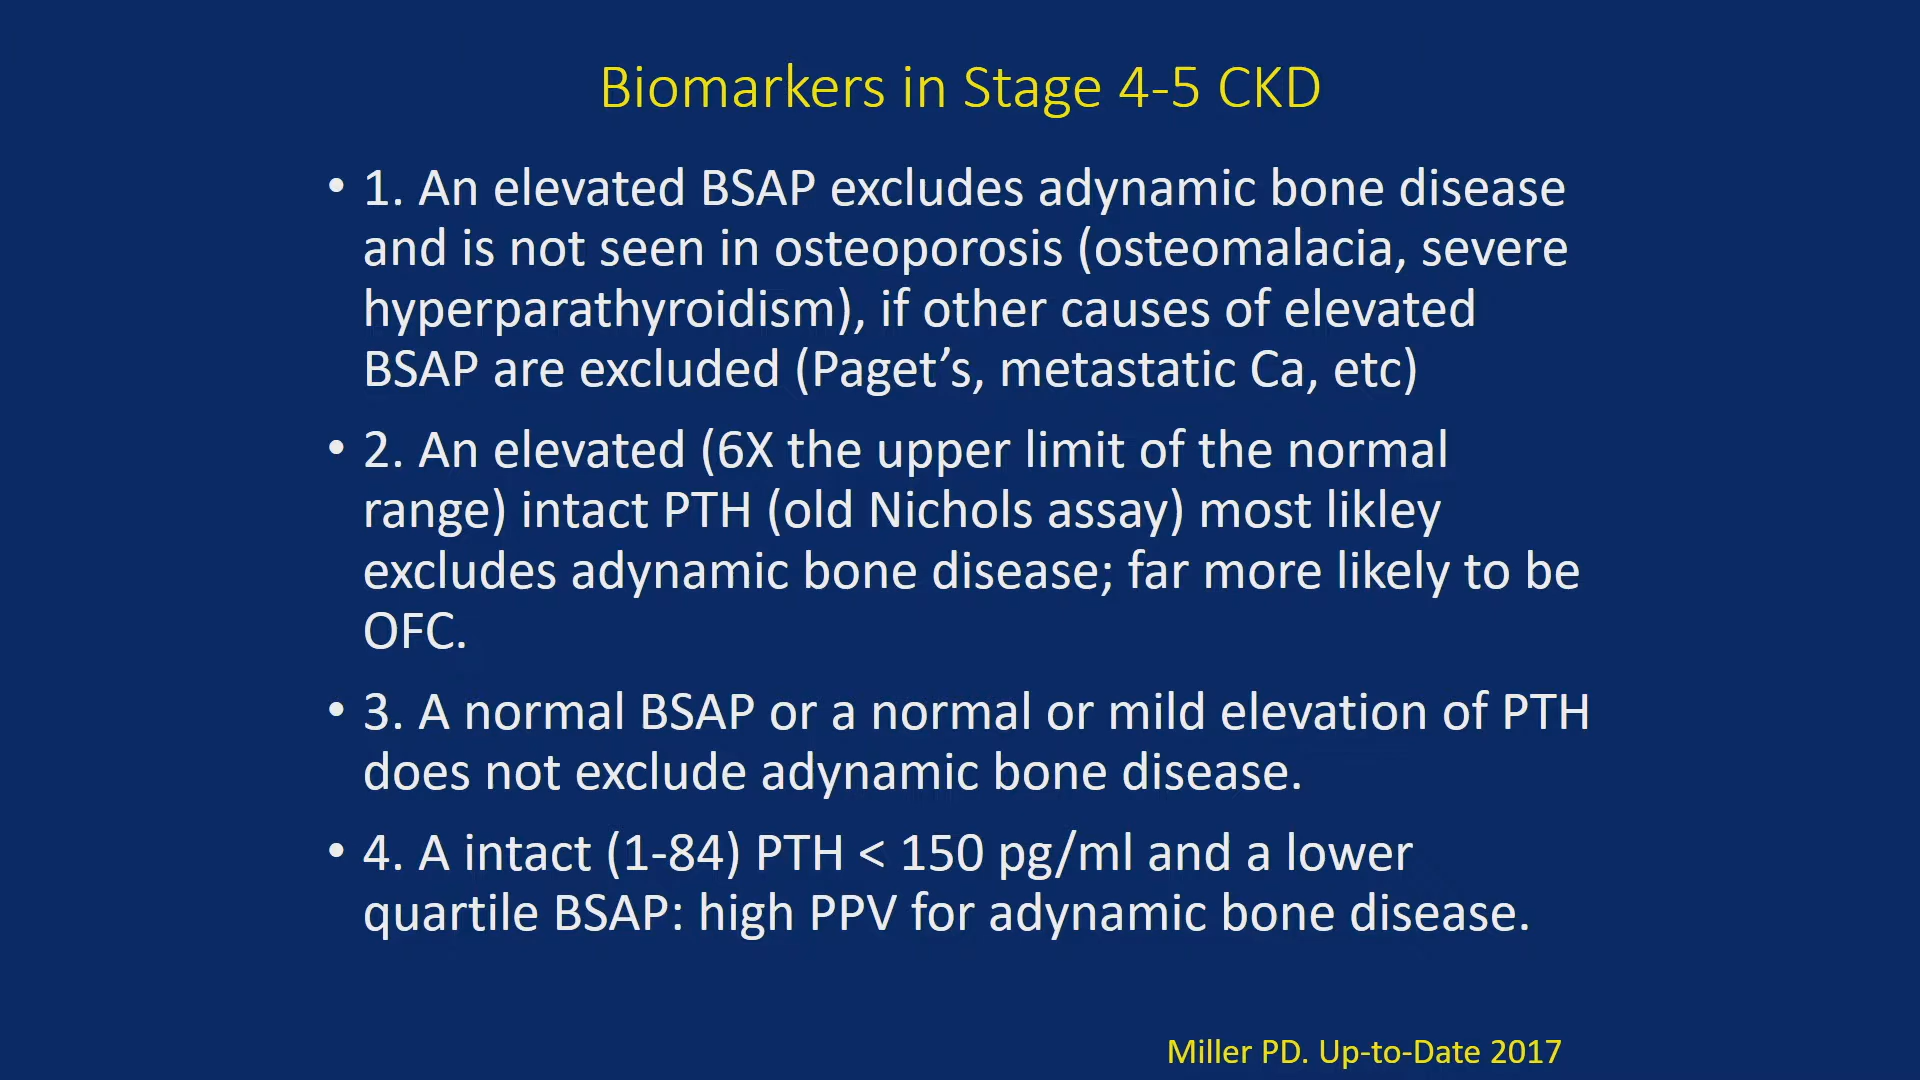 Biomarkers in Stage 4-5 CKD
• 1. An elevated BSAP excludes adynamic bone disease
and is not seen in osteoporosis (osteomalacia, severe
hyperparathyroidism), if other causes of elevated
BSAP are excluded (Paget’s, metastatic Ca, etc)
• 2. An elevated (6X the upper limit of the normal
range) intact PTH (old Nichols assay) most likley
excludes adynamic bone disease; far more likely to be
OFC.
• 3. A normal BSAP or a normal or mild elevation of PTH
does not exclude adynamic bone disease.
• 4. A intact (1-84) PTH < 150 pg/ml and a lower
quartile BSAP: high PPV for adynamic bone disease.
Miller PD. Up-to-Date 2017